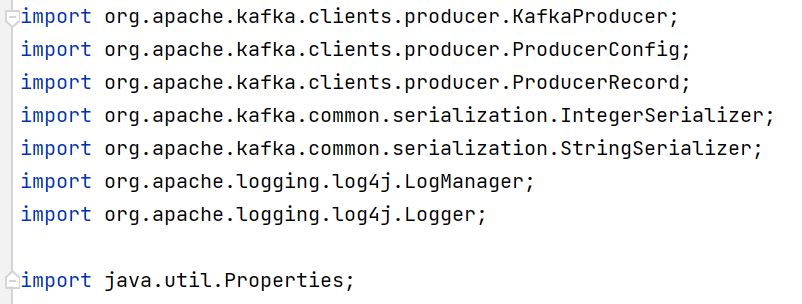 import org.apache.kafka.clients.producer.KafkaProducer;
import org.apache.kafka.clients.producer.ProducerConfig;
import org.apache.kafka.clients.producer.ProducerRecord;
import org.apache.kafka.common.serialization.IntegerSerializer;
import org.apache.kafka.common.serialization.StringSerializer;
import org.apache.logging.log4j.LogManager;
import org.apache.logging.log4j.Logger;
import java.util.Properties;